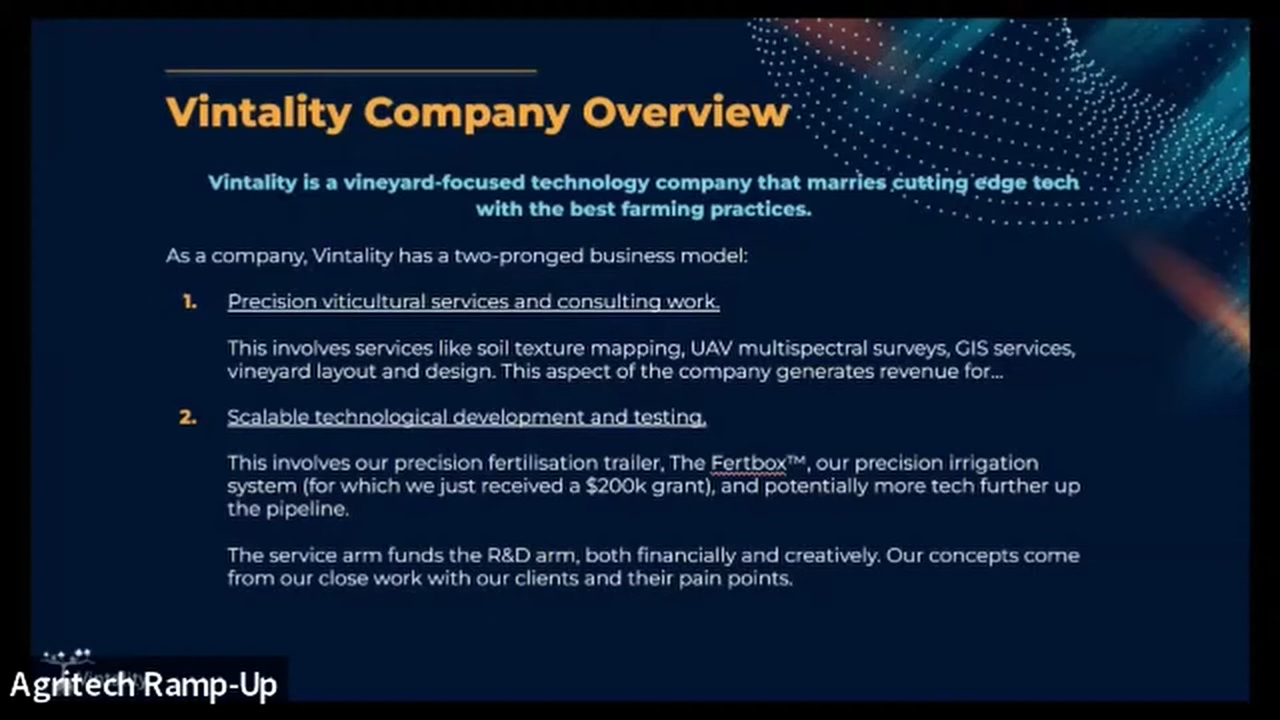 Vintality Company Overview
Vintality is a vineyard-focused technology company that marries cutting edge tech
with the best farming practices.
As a company, Vintality has a two-pronged business model:
1. Precision viticultural services and consulting work.
This involves services like soil texture mapping, UAV multispectral surveys, GIS services,
vineyard layout and design. This aspect of the company generates revenue for...
2. Scalable technological development and testing.
This involves our precision fertilisation trailer, The Fertbox™, our precision irrigation
system (for which we just received a $200k grant), and potentially more tech further up
the pipeline.
The service arm funds the R&D arm, both financially and creatively. Our concepts come
from our close work with our clients and their pain points.
Agritech Ramp-Up